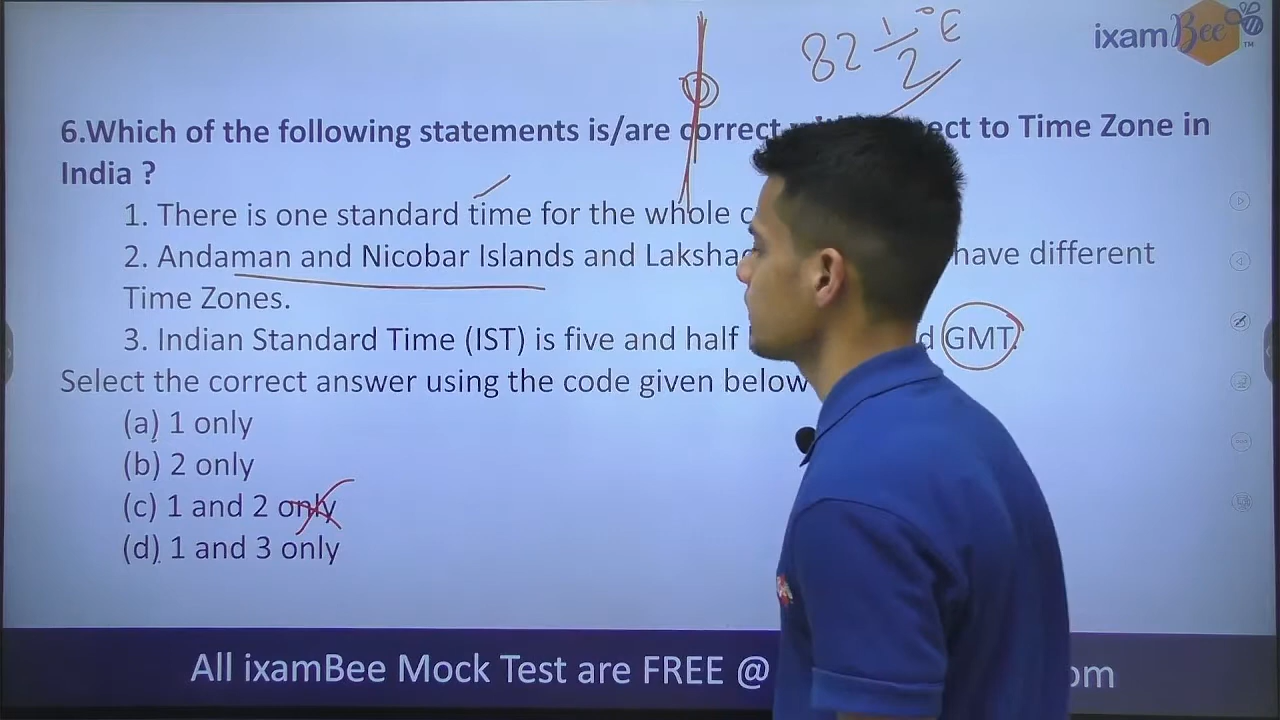 82 1/2° E
ixamBee ™
6.Which of the following statements is/are correct ect to Time Zone in
India ?
1. There is one standard time for the whole c
2. Andaman and Nicobar Islands and Laksha have different
Time Zones.
3. Indian Standard Time (IST) is five and half d GMT.
Select the correct answer using the code given below
(a) 1 only
(b) 2 only
(c) 1 and 2 only
(d) 1 and 3 only
All ixamBee Mock Test are FREE @ om